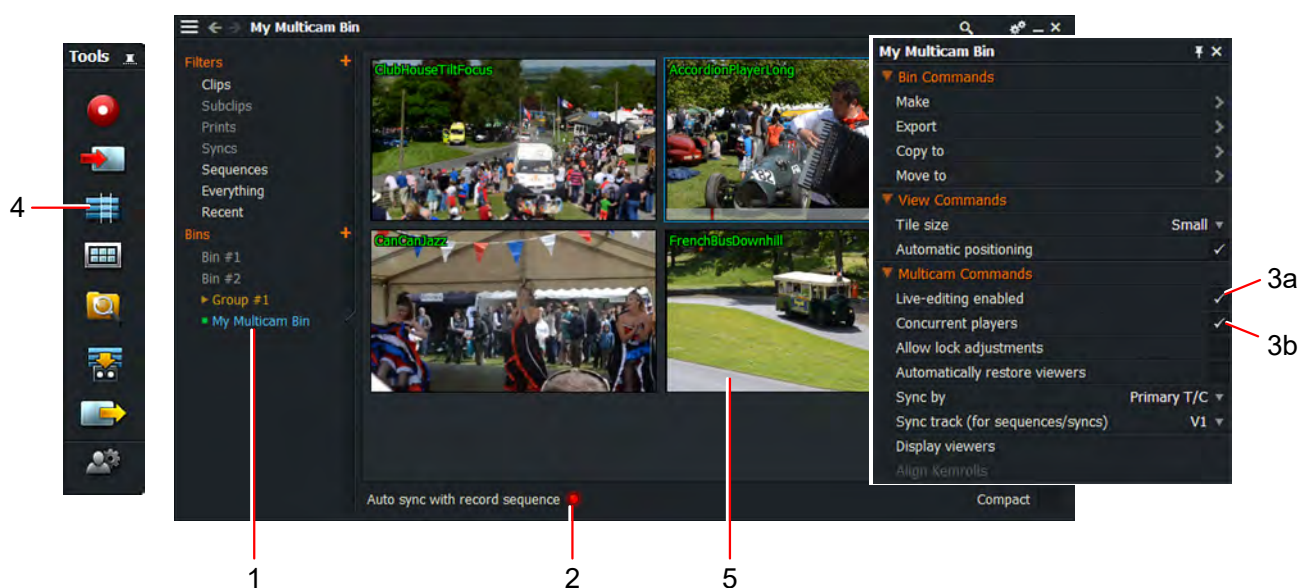 My Multicam Bin
Tools
Filters
Clips
Subclips
Prints
Syncs
Sequences
Everything
Recent
Bins
Bin #1
Bin #2
Group #1
My Multicam Bin
ClubHouseTiltFocus
AccordionPlayerLong
CanCanJazz
FrenchBusDownhill
Auto sync with record sequence
Compact
My Multicam Bin
Bin Commands
Make
Export
Copy to
Move to
View Commands
Tile size Small
Automatic positioning
Multicam Commands
Live-editing enabled
Concurrent players
Allow lock adjustments
Automatically restore viewers
Sync by Primary T/C
Sync track (for sequences/syncs) V1
Display viewers
Align Kemrolls
4
3a
3b
1
2
5